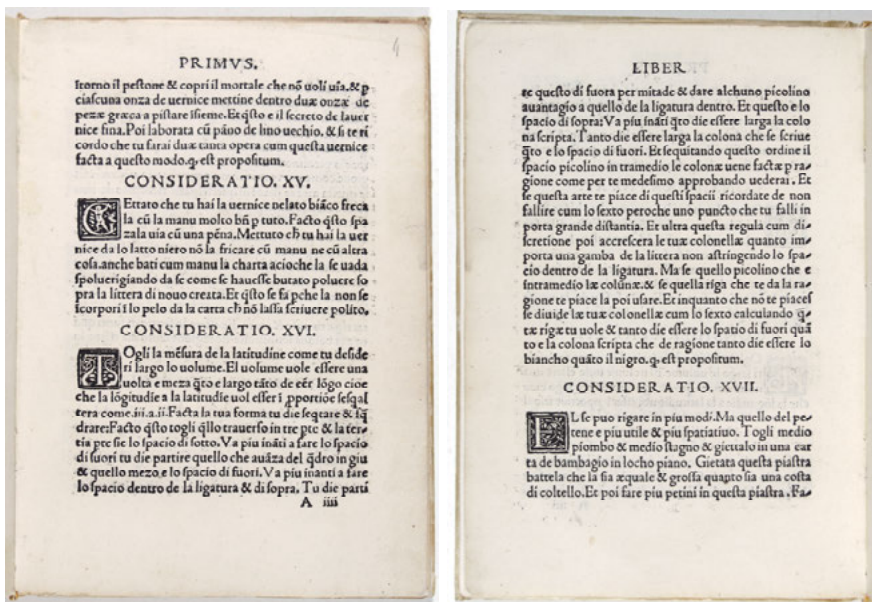 PRIMVS.
ſtorno il peſtone & copri il mortale che nõ uoli uia. & p
ciaſcuna onza de uernice mettine dentro duæ onzæ de
pezæ græca a piſtare iſieme. Et qſto e il ſecreto de lauer
nice fina. Poi laborata cũ pãno de lino uechio. & ſi te ri
cordo che tu farai duæ tanta opera cum queſta uernice
facta a queſto modo. q. eſt propoſitum.
CONSIDERATIO. XV.
GEttato che tu hai la uernice nelato biãco freca
la cũ la manu molto bñ p tuto. Facto qſto ſpa
zala uia cũ una pẽna. Mettuto ch tu hai la uer
nice da lo latto niero nõ la fricare cũ manu ne cũ altra
coſa. anche bati cum manu la charta acioche la ſe uada
ſpoluerigiando da ſe come ſe haueſſe butato poluere ſo
pra la littera di nouo creata. Et qſto ſe fa pche la non ſe
ĩcorpori ĩ lo pelo da la carta ch nõ laſſa ſcriuere polito.
CONSIDERATIO. XVI.
TOgli la mẽſura de la latitudine come tu deſide
ri largo lo uolume. El uolume uole eſſere una
uolta e meza q̃to e largo tãto de eẽr lõgo cioe
che la lõgitudĩe a la latitudĩe uol eſſer ĩ pportiõe ſeſqal
tera come .iii. a .ii. Facta la tua forma tu die ſeqtare & ſq
drare: Facto qſto togli qllo trauerſo in tre pte & la ter
tia pte ſie lo ſpacio di ſotto. Va piu inãti a fare lo ſpacio
di fuori tu die partire quello che auãza del q̃dro in giu
& quello mezo e lo ſpacio di fuori. Va piu inanti a fare
lo ſpacio dentro de la ligatura & di ſopra. Tu die parti
A iiii
LIBER
te queſto di fuora per mitade & dare alchuno picolino
auantagio a quello de la ligatura dentro. Et queſto e lo
ſpacio di ſopra: Va piu inãti q̃to die eſſere larga la colo
na ſcripta. Tanto die eſſere larga la colona che ſe ſcriue
q̃to e lo ſpacio di fuori. Et ſequitando queſto ordine il
ſpacio picolino in tramedio le colonæ uene factæ p ra-
gione come per te medeſimo approbando uederai. Et
ſe queſta arte te piace di queſti ſpacii ricordate de non
fallire cum lo ſexto peroche uno puncto che tu falli in
porta grande diſtantia. Et ultra queſta regula cum di-
ſcretione poi accreſcere le tuæ colonellæ quanto im-
porta una gamba de la littera non aſtringendo lo ſpa-
cio dentro de la ligatura. Ma ſe quello picolino che e
intramedio læ colũnæ. & ſe quella riga che te da la ra-
gione te piace la poi uſare. Et inquanto che nõ te piaceſ
ſe diuide læ tuæ colonellæ cum lo ſexto calculando q̃-
tæ rigæ tu uole & tanto die eſſere lo ſpatio di fuori quã
to e la colona ſcripta che de ragione tanto die eſſere lo
biancho quãto il nigro. q. eſt propoſitum.
CONSIDERATIO. XVII.
EL ſe puo rigare in piu modi. Ma quello del pe-
tene e piu utile & piu ſpatiatiuo. Togli medio
piombo & medio ſtagno & giettalo in una car
ta de bambagio in locho piano. Gietata queſta piaſtra
battela che la ſia æquale & groſſa quanto ſia una coſta
di coltello. Et poi fare piu petini in queſta piaſtra. Fa-